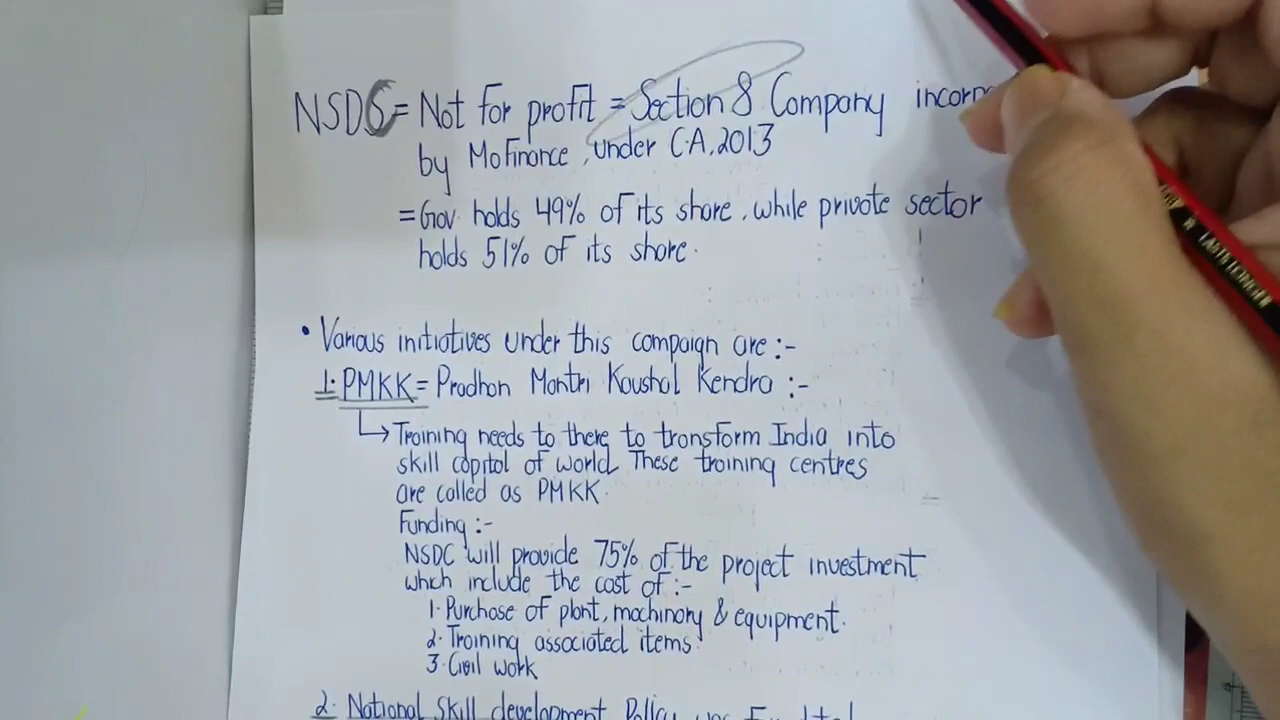 NSDC = Not for profit = Section 8 Company
by MoFinance, under C.A. 2013
= Gov. holds 49% of its share, while private sector
holds 51% of its share.
• Various initiatives under this campaign are :-
1. PMKK = Pradhan Mantri Kaushal Kendra :-
Training needs to there to transform India into
skill capital of world. These training centres
are called as PMKK.
Funding :-
NSDC will provide 75% of the project investment
whch include the cost of :-
1. Purchase of plant, machinary & equipment.
2. Training associated items.
3. Civil work
2. National skill development Policy